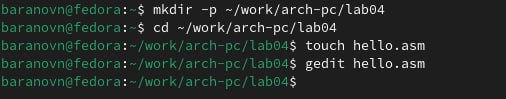 baranovn@fedora:~$ mkdir -p ~/work/arch-pc/lab04
baranovn@fedora:~$ cd ~/work/arch-pc/lab04
baranovn@fedora:~/work/arch-pc/lab04$ touch hello.asm
baranovn@fedora:~/work/arch-pc/lab04$ gedit hello.asm
baranovn@fedora:~/work/arch-pc/lab04$